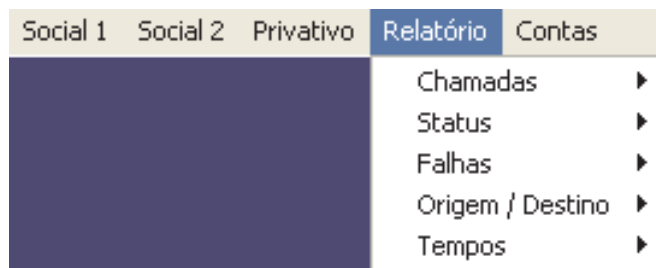 Social 1 Social 2 Privativo Relatório Contas
Chamadas
Status
Falhas
Origem / Destino
Tempos